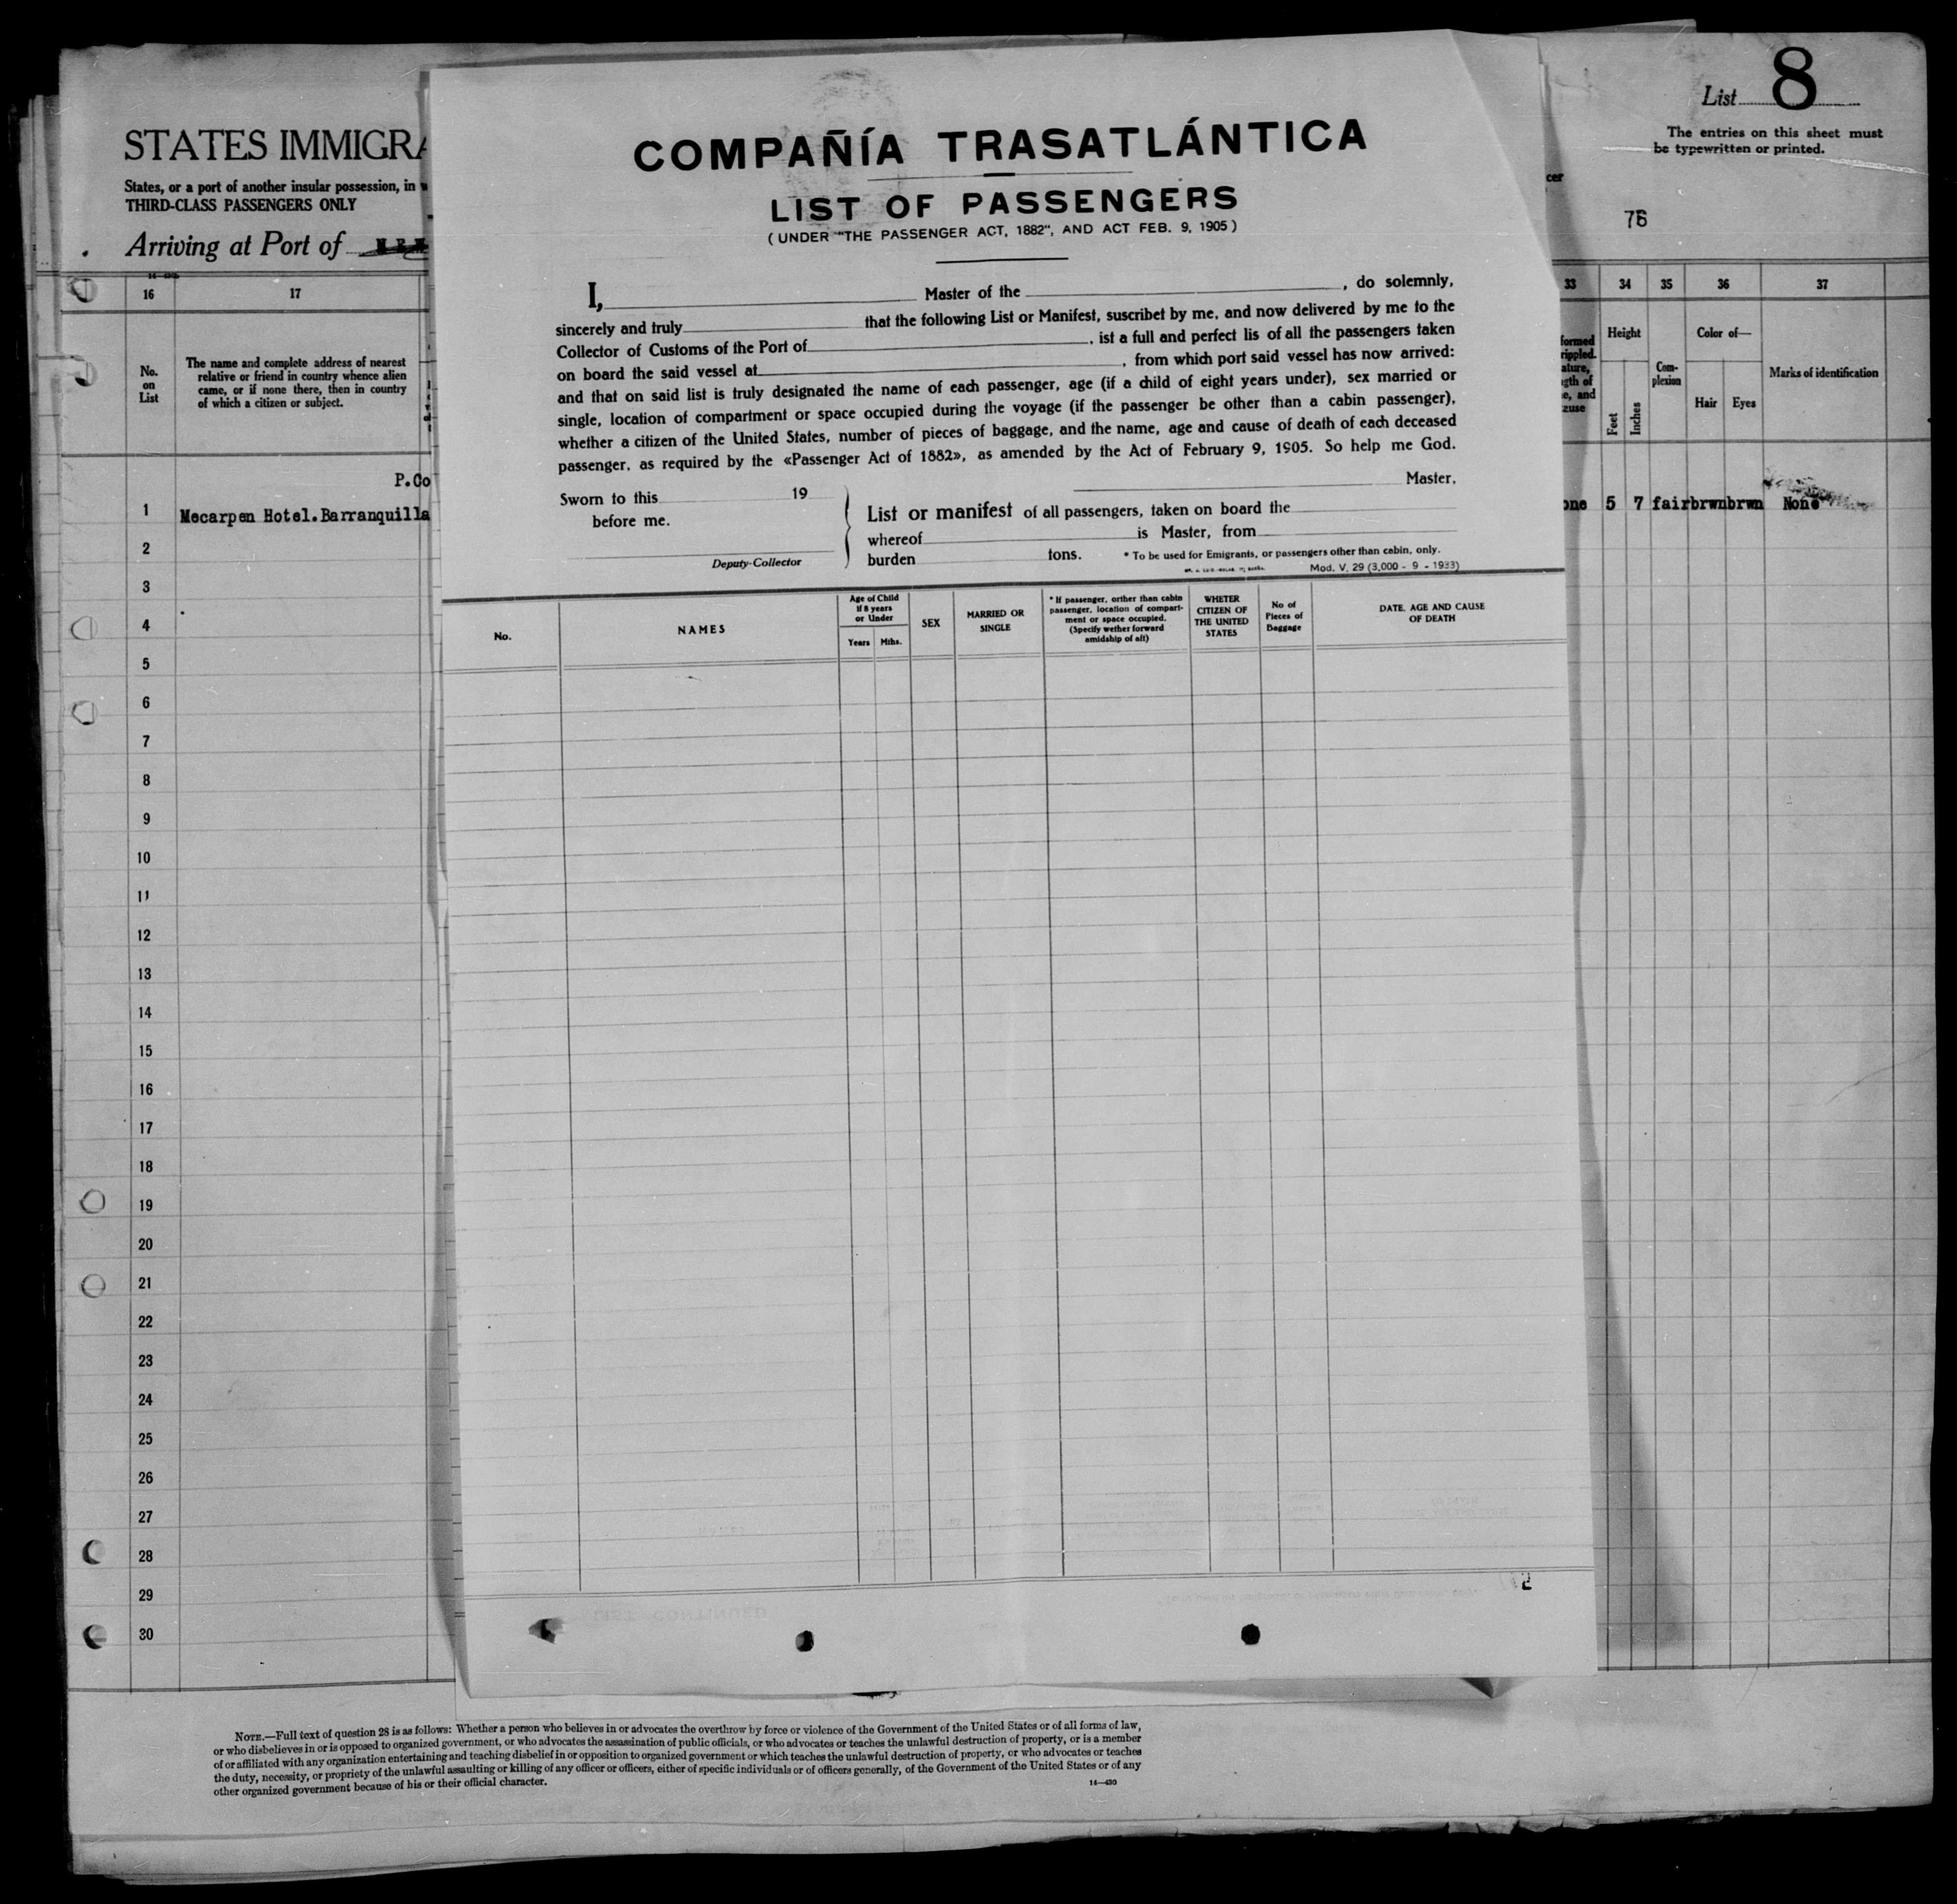 STATES IMMIGRA
States, or a port of another insular possession, in w
THIRD-CLASS PASSENGERS ONLY
Arriving at Port of
16
17
No.
on
List
The name and complete address of nearest
relative or friend in country whence alien
came, or if none there, then in country
of which a citizen or subject.
P.Co
1 Mecarpen Hotel.Barranquilla
2
3
4
5
6
7
8
9
10
11
12
13
14
15
16
17
18
19
20
21
22
23
24
25
26
27
28
29
30
COMPAÑÍA TRASATLÁNTICA
LIST OF PASSENGERS
(UNDER "THE PASSENGER ACT, 1882", AND ACT FEB. 9, 1905)
I, Master of the , do solemnly,
sincerely and truly that the following List or Manifest, suscribet by me, and now delivered by me to the
Collector of Customs of the Port of , ist a full and perfect lis of all the passengers taken
on board the said vessel at , from which port said vessel has now arrived:
and that on said list is truly designated the name of each passenger, age (if a child of eight years under), sex married or
single, location of compartment or space occupied during the voyage (if the passenger be other than a cabin passenger),
whether a citizen of the United States, number of pieces of baggage, and the name, age and cause of death of each deceased
passenger, as required by the «Passenger Act of 1882», as amended by the Act of February 9, 1905. So help me God.
Master,
Sworn to this 19
before me.
Deputy-Collector
List or manifest of all passengers, taken on board the
whereof is Master, from
burden tons. * To be used for Emigrants, or passengers other than cabin, only.
Mod. V. 29 (3,000 - 9 - 1933)
No.
NAMES
Age of Child
if 8 years
or Under
Years Mths.
SEX
MARRIED OR
SINGLE
* If passenger, orther than cabin
passenger, location of compart-
ment or space occupied.
(Specify wether forward
amidship of aft)
WHETER
CITIZEN OF
THE UNITED
STATES
No of
Pieces of
Baggage
DATE, AGE AND CAUSE
OF DEATH
2
List 8
The entries on this sheet must
be typewritten or printed.
cer
33
34
35
36
37
formed
rippled.
ature,
gth of
e, and
Height
Feet
Inches
Com-
plexion
Color of—
Hair
Eyes
Marks of identification
one 5 7 fairbrwnbrwn None
NOTE.—Full text of question 28 is as follows: Whether a person who believes in or advocates the overthrow by force or violence of the Government of the United States or of all forms of law,
or who disbelieves in or is opposed to organized government, or who advocates the assassination of public officials, or who advocates or teaches the unlawful destruction of property, or is a member
of or affiliated with any organization entertaining and teaching disbelief in or opposition to organized government or which teaches the unlawful destruction of property, or who advocates or teaches
the duty, necessity, or propriety of the unlawful assaulting or killing of any officer or officers, either of specific individuals or of officers generally, of the Government of the United States or of any
other organized government because of his or their official character.
14—430